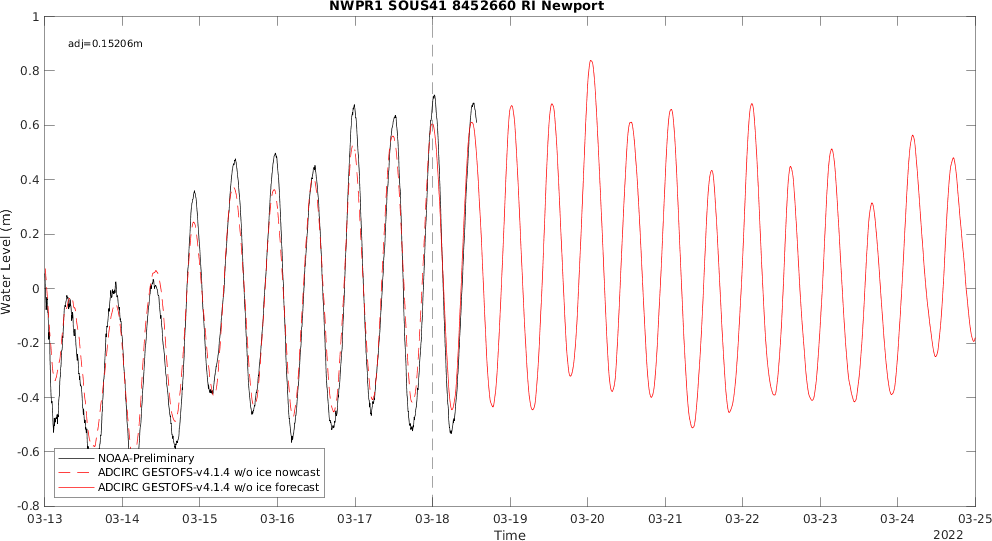 NWPR1 SOUS41 8452660 RI Newport
adj=0.15206m
Water Level (m)
1
0.8
0.6
0.4
0.2
0
-0.2
-0.4
-0.6
-0.8
NOAA-Preliminary
ADCIRC GESTOFS-v4.1.4 w/o ice nowcast
ADCIRC GESTOFS-v4.1.4 w/o ice forecast
03-13 03-14 03-15 03-16 03-17 03-18 03-19 03-20 03-21 03-22 03-23 03-24 03-25
Time
2022